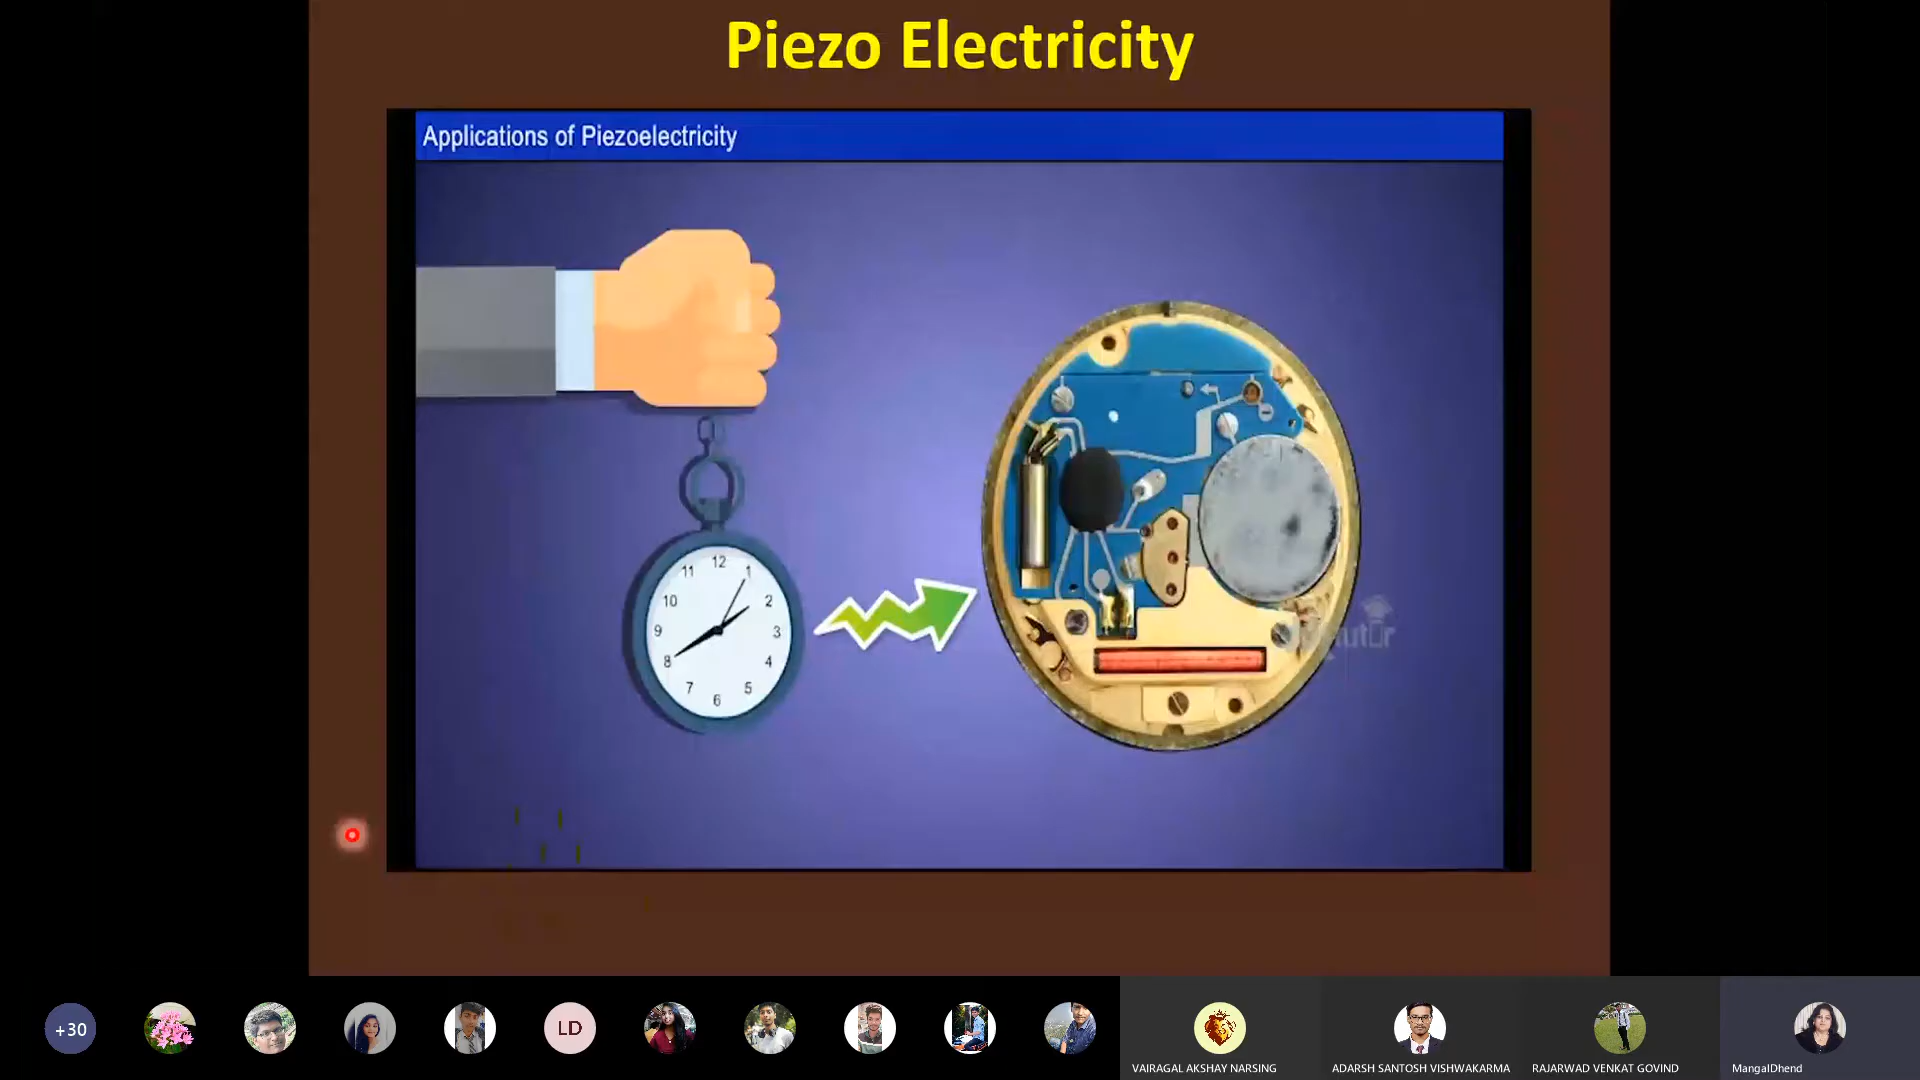 Piezo Electricity
Applications of Piezoelectricity
12
11
1
10
2
9
3
8
4
7
5
6
+30
LD
VAIRAGAL AKSHAY NARSING
ADARSH SANTOSH VISHWAKARMA
RAJARWAD VENKAT GOVIND
MangalDhend